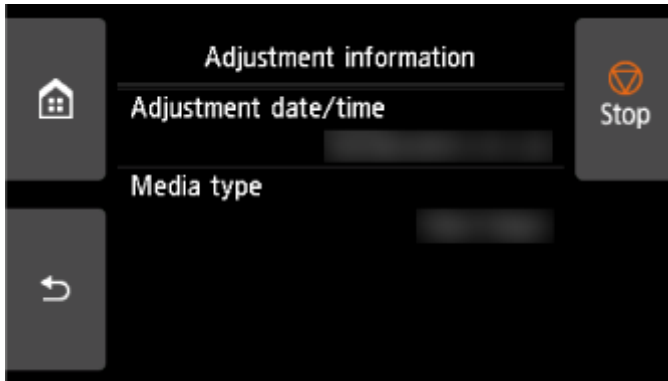 Adjustment information
Adjustment date/time
Stop
Media type